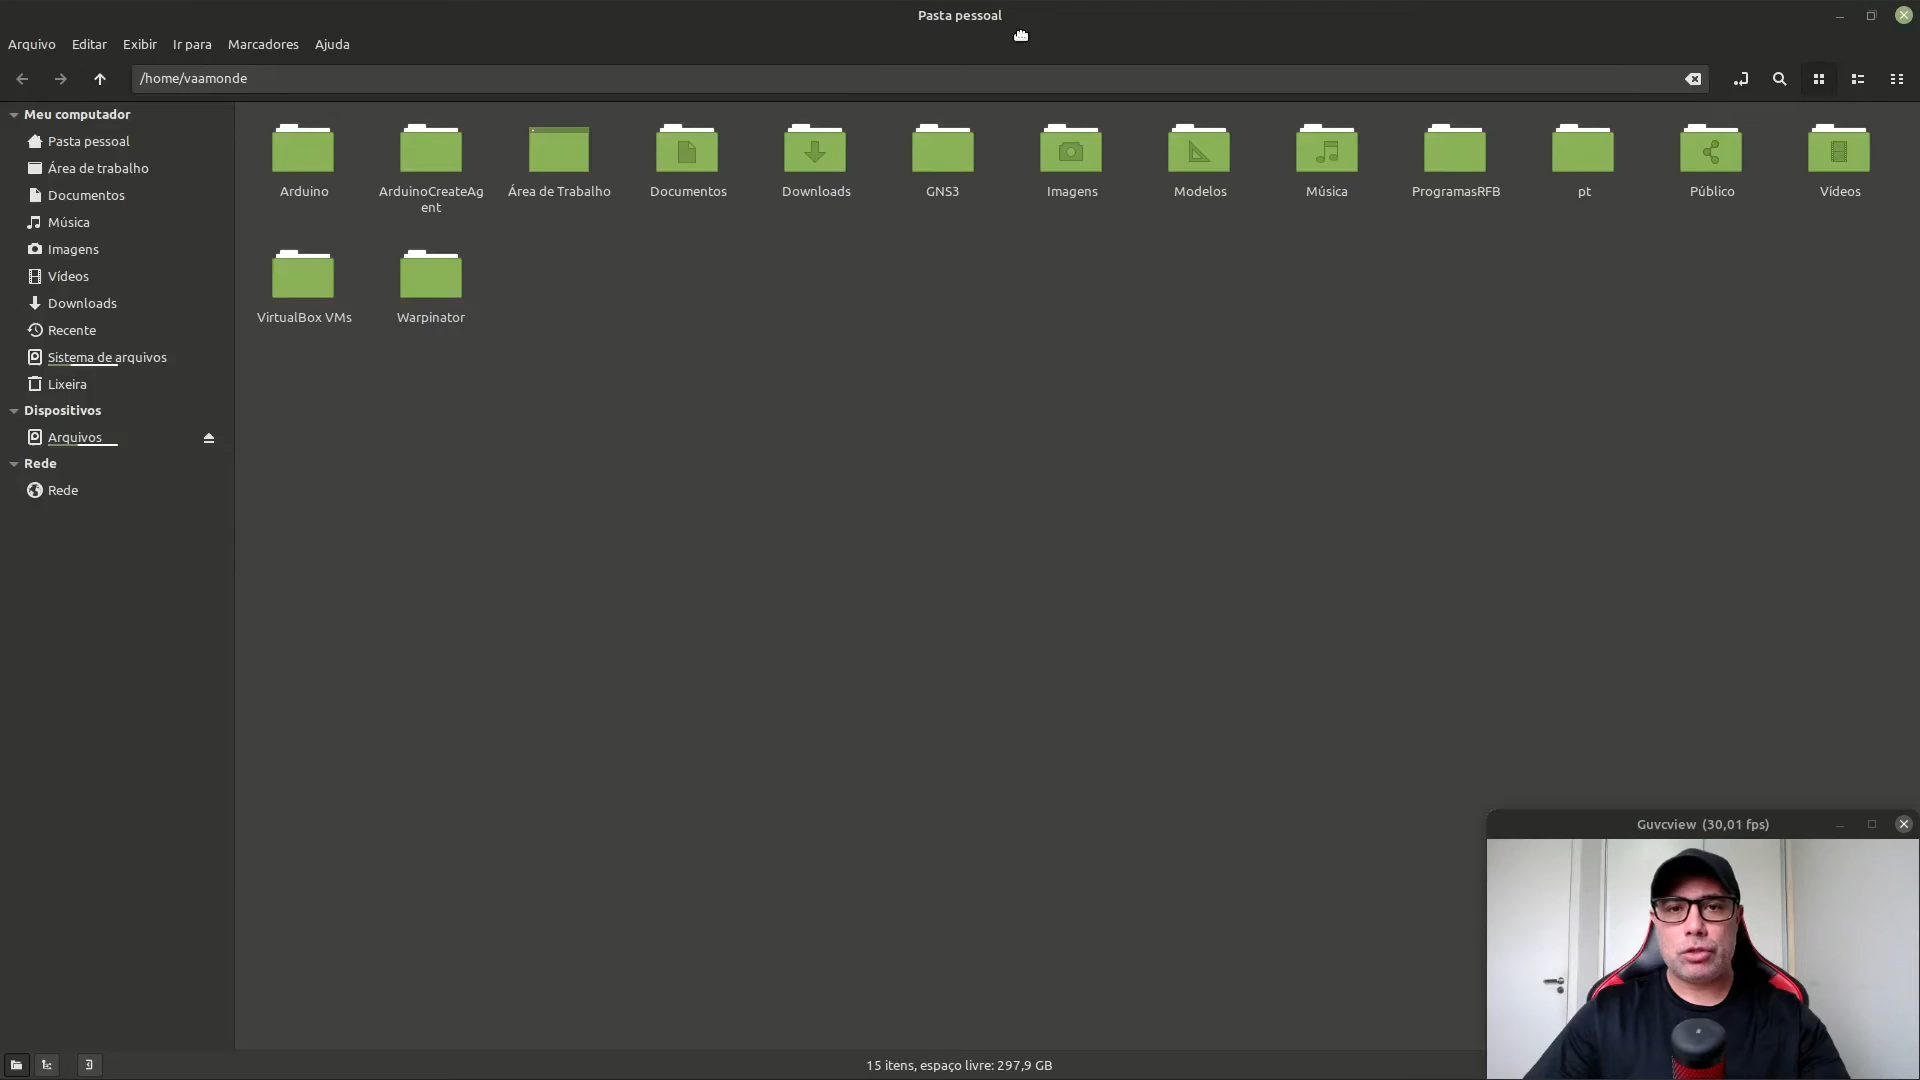 Pasta pessoal
Arquivo Editar Exibir Ir para Marcadores Ajuda
/home/vaamonde
Meu computador
Pasta pessoal
Área de trabalho
Documentos
Música
Imagens
Vídeos
Downloads
Recente
Sistema de arquivos
Lixeira
Dispositivos
Arquivos
Rede
Rede
Arduino
ArduinoCreateAg
ent
Área de Trabalho
Documentos
Downloads
GNS3
Imagens
Modelos
Música
ProgramasRFB
pt
Público
Vídeos
VirtualBox VMs
Warpinator
Guvcview (30,01 fps)
15 itens, espaço livre: 297,9 GB